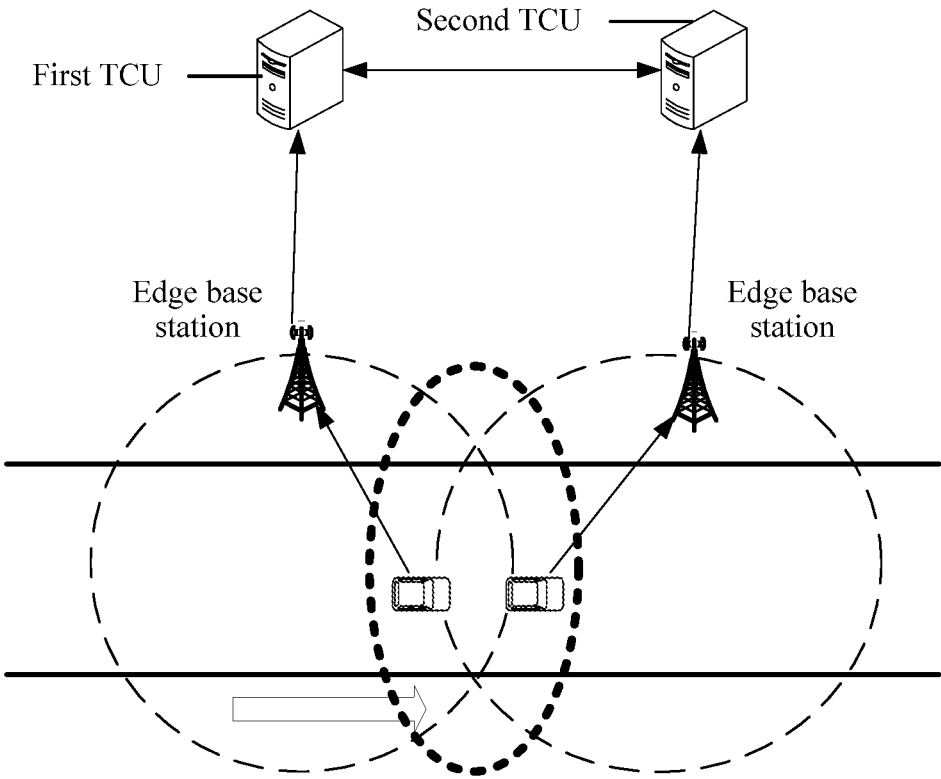 Second TCU
First TCU
Edge base
station
Edge base
station